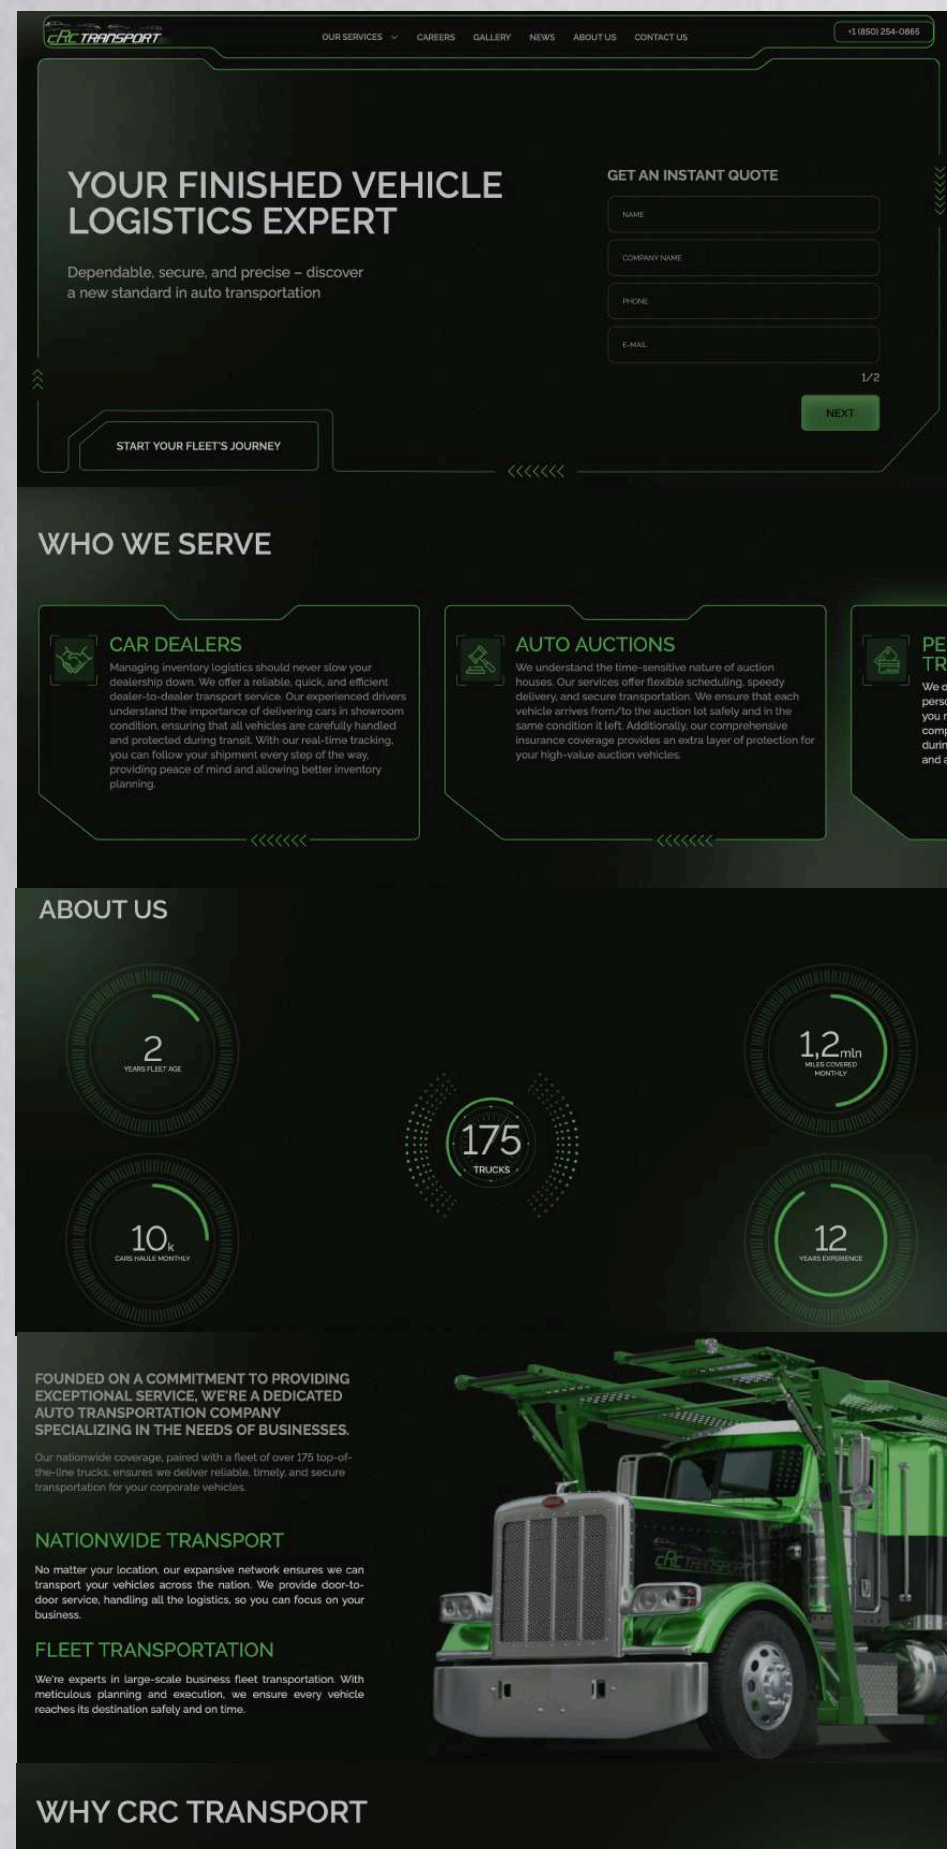 CRC TRANSPORT
OUR SERVICES
CAREERS
GALLERY
NEWS
ABOUT US
CONTACT US
+1 (850) 254-0865
YOUR FINISHED VEHICLE
LOGISTICS EXPERT
Dependable, secure, and precise – discover
a new standard in auto transportation
START YOUR FLEET'S JOURNEY
GET AN INSTANT QUOTE
NAME
COMPANY NAME
PHONE
E-MAIL
1/2
NEXT
WHO WE SERVE
CAR DEALERS
Managing inventory logistics should never slow your
dealership down. We offer a reliable, quick, and efficient
dealer-to-dealer transport service. Our experienced drivers
understand the importance of delivering cars in showroom
condition, ensuring that all vehicles are carefully handled
and protected during transit. With our real-time tracking,
you can follow your shipment every step of the way,
providing peace of mind and allowing better inventory
planning.
AUTO AUCTIONS
We understand the time-sensitive nature of auction
houses. Our services offer flexible scheduling, speedy
delivery, and secure transportation. We ensure that each
vehicle arrives from/to the auction lot safely and in the
same condition it left. Additionally, our comprehensive
insurance coverage provides an extra layer of protection for
your high-value auction vehicles.
PE
TR
We o
perso
you r
comp
durin
and a
ABOUT US
2
YEARS FLEET AGE
1,2mln
MILES COVERED
MONTHLY
175
TRUCKS
10k
CARS HAULE MONTHLY
12
YEARS EXPERIENCE
FOUNDED ON A COMMITMENT TO PROVIDING
EXCEPTIONAL SERVICE, WE'RE A DEDICATED
AUTO TRANSPORTATION COMPANY
SPECIALIZING IN THE NEEDS OF BUSINESSES.
Our nationwide coverage, paired with a fleet of over 175 top-of-
the-line trucks, ensures we deliver reliable, timely, and secure
transportation for your corporate vehicles.
NATIONWIDE TRANSPORT
No matter your location, our expansive network ensures we can
transport your vehicles across the nation. We provide door-to-
door service, handling all the logistics, so you can focus on your
business.
FLEET TRANSPORTATION
We're experts in large-scale business fleet transportation. With
meticulous planning and execution, we ensure every vehicle
reaches its destination safely and on time.
CRC TRANSPORT
WHY CRC TRANSPORT